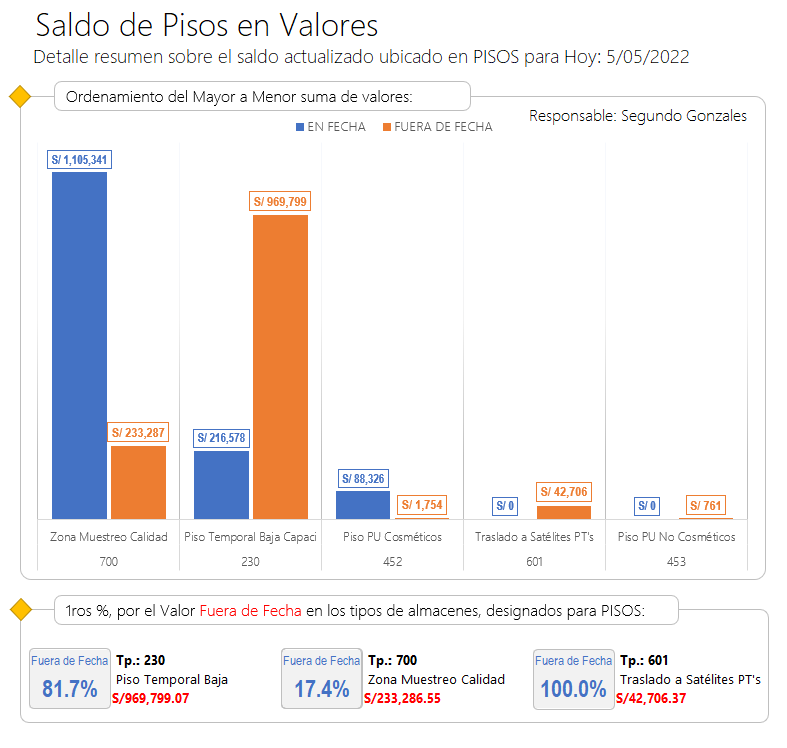 Saldo de Pisos en Valores
Detalle resumen sobre el saldo actualizado ubicado en PISOS para Hoy: 5/05/2022
Ordenamiento del Mayor a Menor suma de valores:
Responsable: Segundo Gonzales
EN FECHA FUERA DE FECHA
S/ 1,105,341
S/ 969,799
S/ 233,287
S/ 216,578
S/ 88,326
S/ 1,754
S/ 0
S/ 42,706
S/ 0
S/ 761
Zona Muestreo Calidad Piso Temporal Baja Capaci Piso PU Cosméticos Traslado a Satélites PT's Piso PU No Cosméticos
700 230 452 601 453
1ros %, por el Valor Fuera de Fecha en los tipos de almacenes, designados para PISOS:
Fuera de Fecha
81.7%
Tp.: 230
Piso Temporal Baja
S/969,799.07
Fuera de Fecha
17.4%
Tp.: 700
Zona Muestreo Calidad
S/233,286.55
Fuera de Fecha
100.0%
Tp.: 601
Traslado a Satélites PT's
S/42,706.37